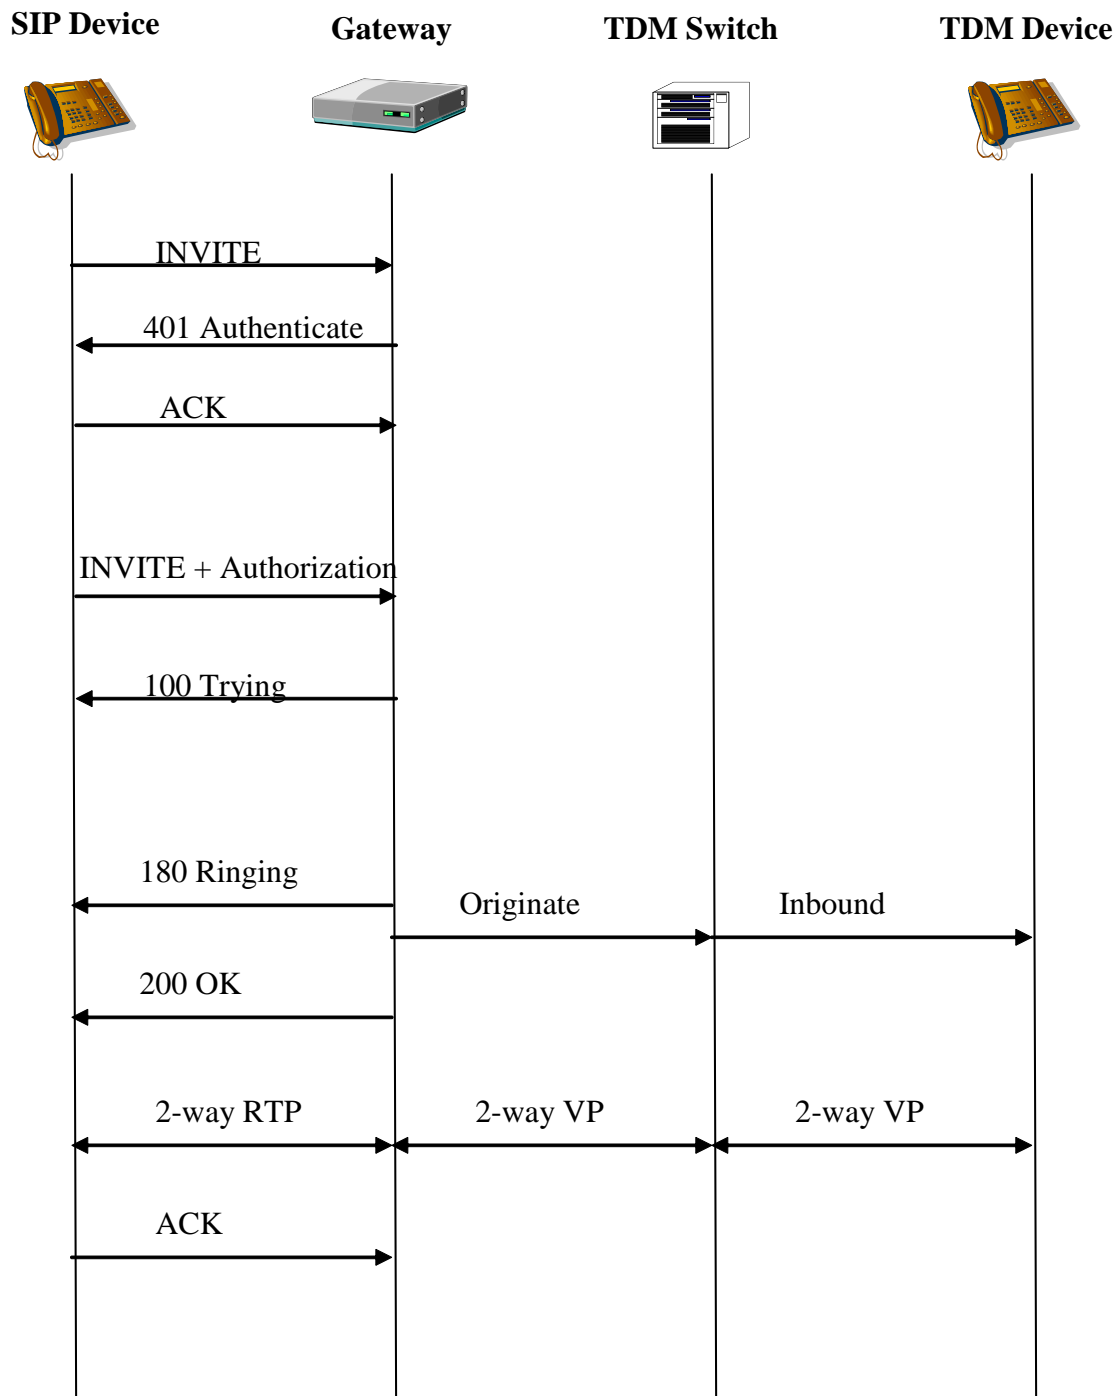 SIP Device
Gateway
TDM Switch
TDM Device
INVITE
401 Authenticate
ACK
INVITE + Authorization
100 Trying
180 Ringing
Originate
Inbound
200 OK
2-way RTP
2-way VP
2-way VP
ACK